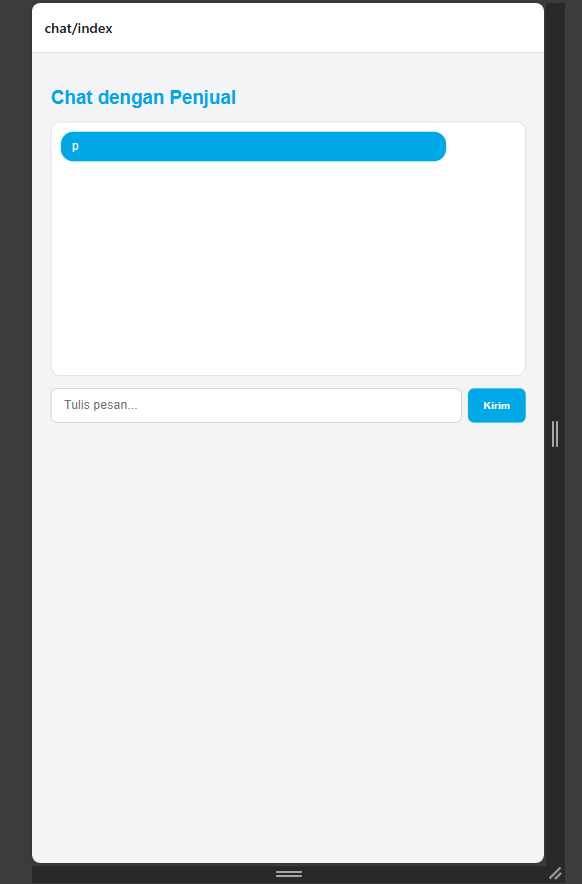 chat/index
Chat dengan Penjual
p
Tulis pesan...
Kirim